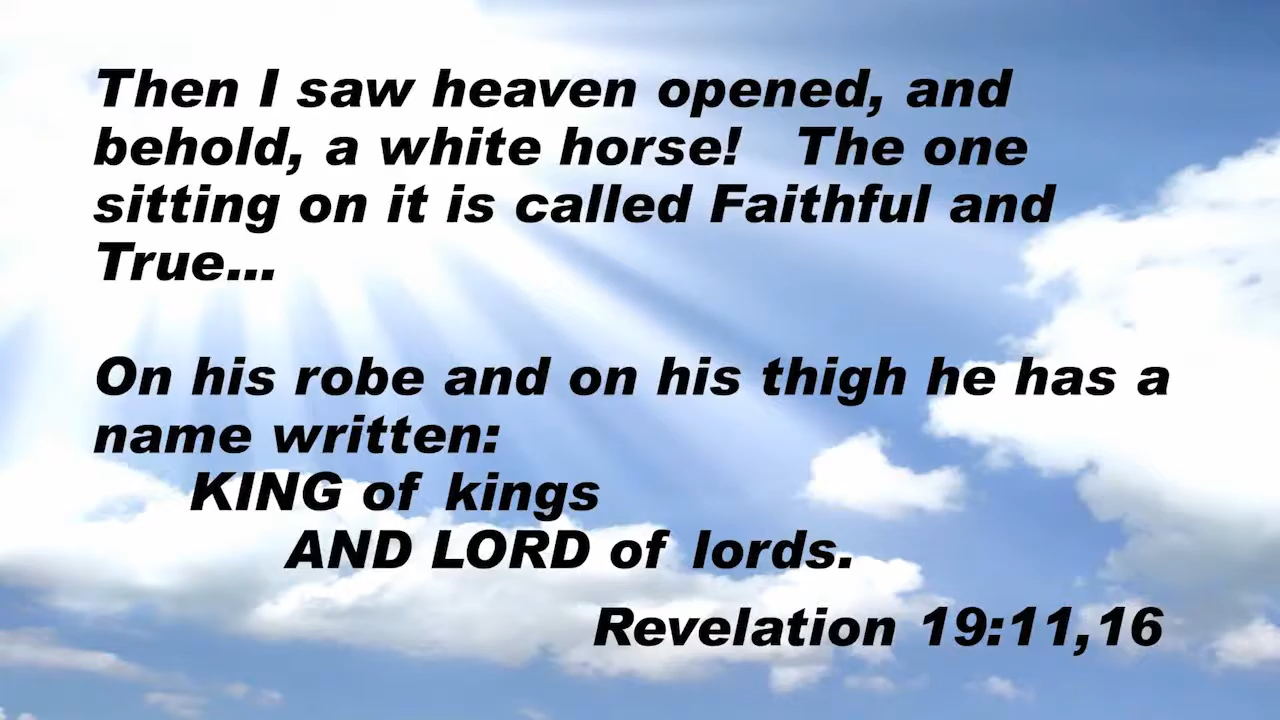 Then I saw heaven opened, and
behold, a white horse!   The one
sitting on it is called Faithful and
True...
On his robe and on his thigh he has a
name written:
KING of kings
AND LORD of lords.
Revelation 19:11,16